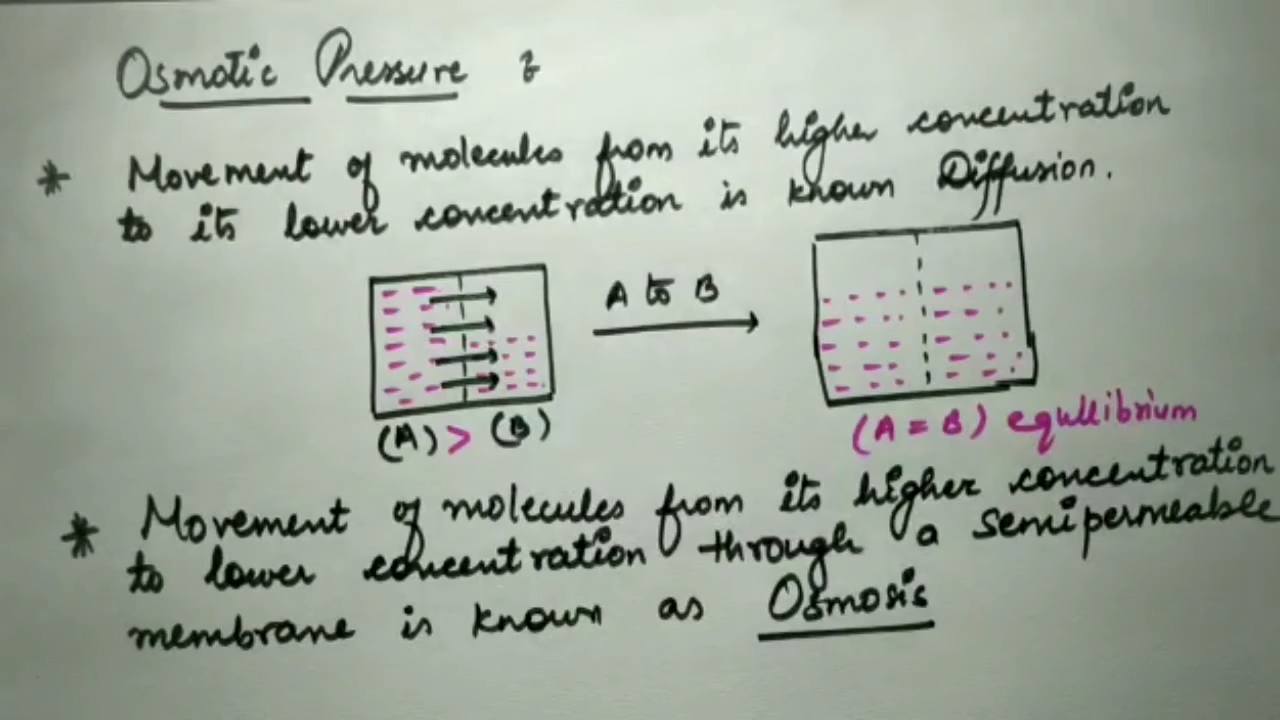 Osmotic Pressure :
* Movement of molecules from its higher concentration
to its lower concentration is known Diffusion.
A to B
(A) > (B)
(A = B) equllibrium
* Movement of molecules from its higher concentration
to lower concentration through a semipermeable
membrane is known as Osmosis